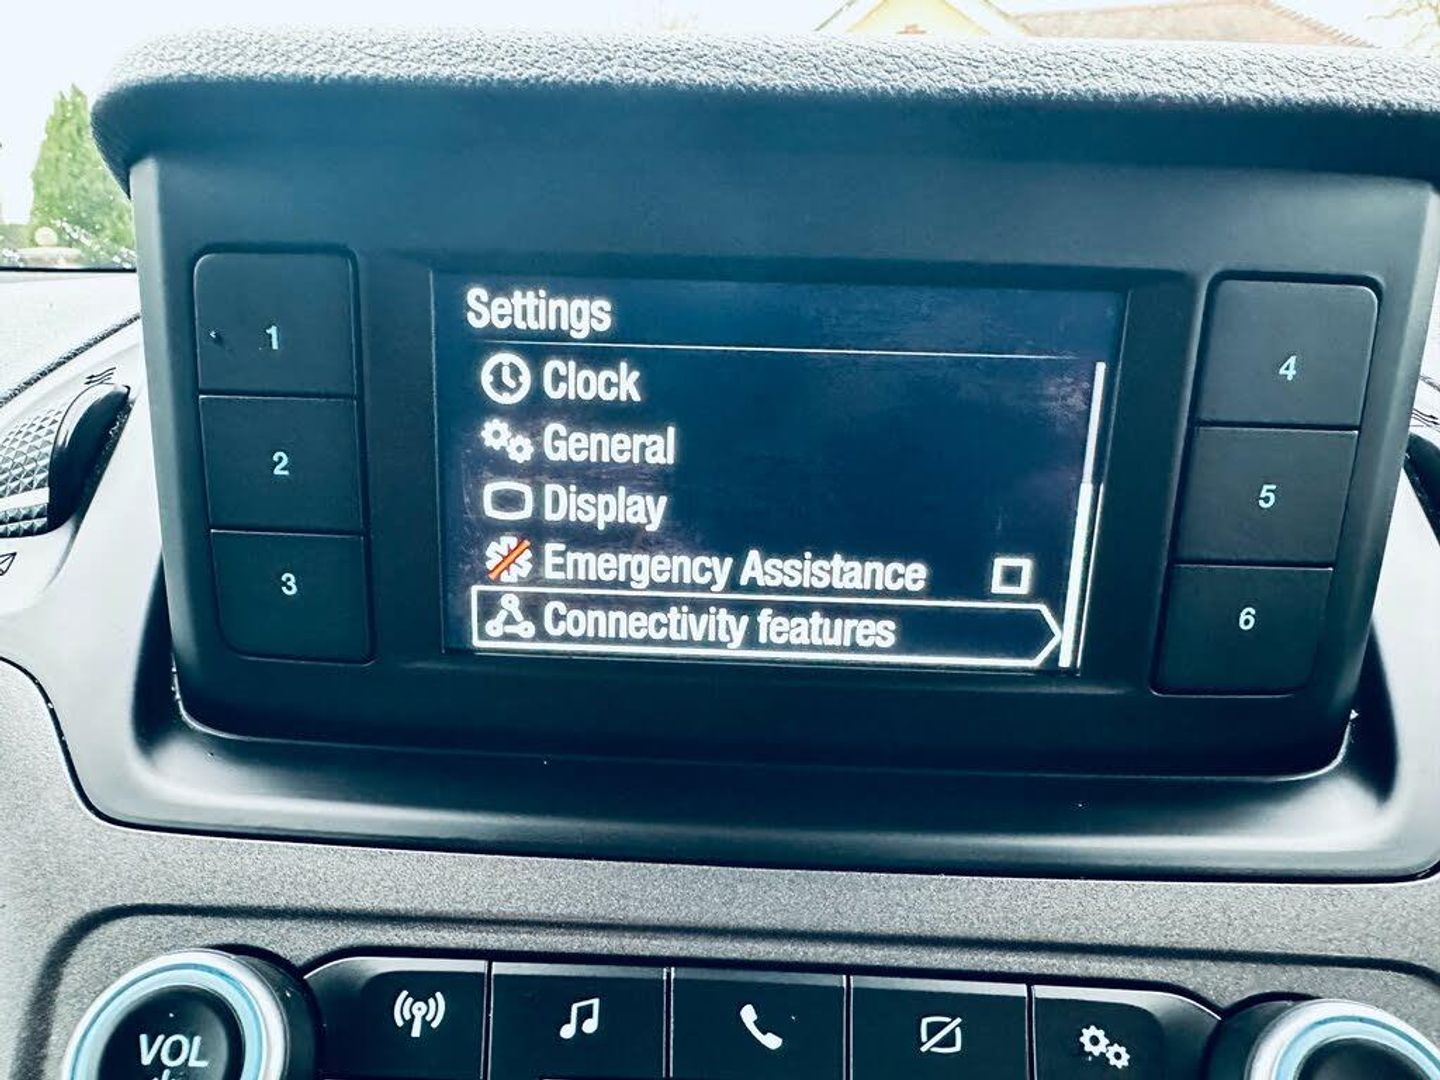 Settings
Clock
General
Display
Emergency Assistance
Connectivity features
1
2
3
4
5
6
VOL